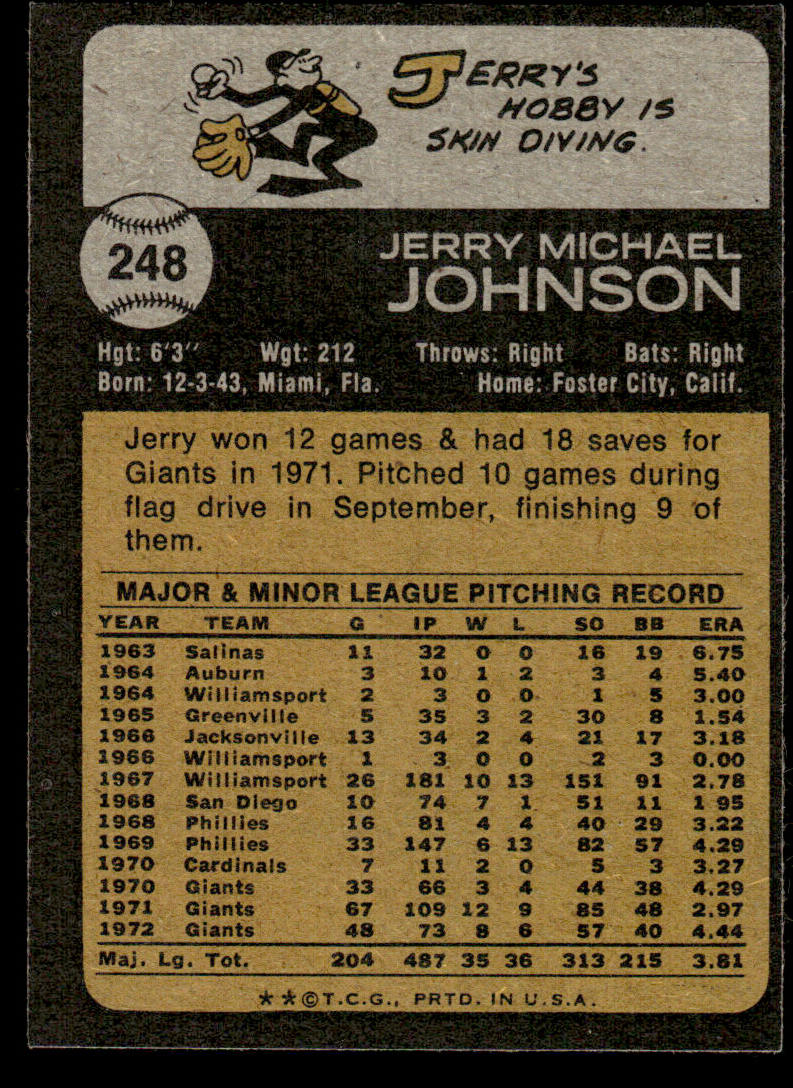 JERRY'S
HOBBY IS
SKIN DIVING.
248
JERRY MICHAEL
JOHNSON
Hgt: 6'3" Wgt: 212 Throws: Right Bats: Right
Born: 12-3-43, Miami, Fla. Home: Foster City, Calif.
Jerry won 12 games & had 18 saves for
Giants in 1971. Pitched 10 games during
flag drive in September, finishing 9 of
them.
MAJOR & MINOR LEAGUE PITCHING RECORD
YEAR TEAM G IP W L SO BB ERA
1963 Salinas 11 32 0 0 16 19 6.75
1964 Auburn 3 10 1 2 3 4 5.40
1964 Williamsport 2 3 0 0 1 5 3.00
1965 Greenville 5 35 3 2 30 8 1.54
1966 Jacksonville 13 34 2 4 21 17 3.18
1966 Williamsport 1 3 0 0 2 3 0.00
1967 Williamsport 26 181 10 13 151 91 2.78
1968 San Diego 10 74 7 1 51 11 1 95
1968 Phillies 16 81 4 4 40 29 3.22
1969 Phillies 33 147 6 13 82 57 4.29
1970 Cardinals 7 11 2 0 5 3 3.27
1970 Giants 33 66 3 4 44 38 4.29
1971 Giants 67 109 12 9 85 48 2.97
1972 Giants 48 73 8 6 57 40 4.44
Maj. Lg. Tot. 204 487 35 36 313 215 3.81
★ ★ © T.C.G., PRTD. IN U.S.A.